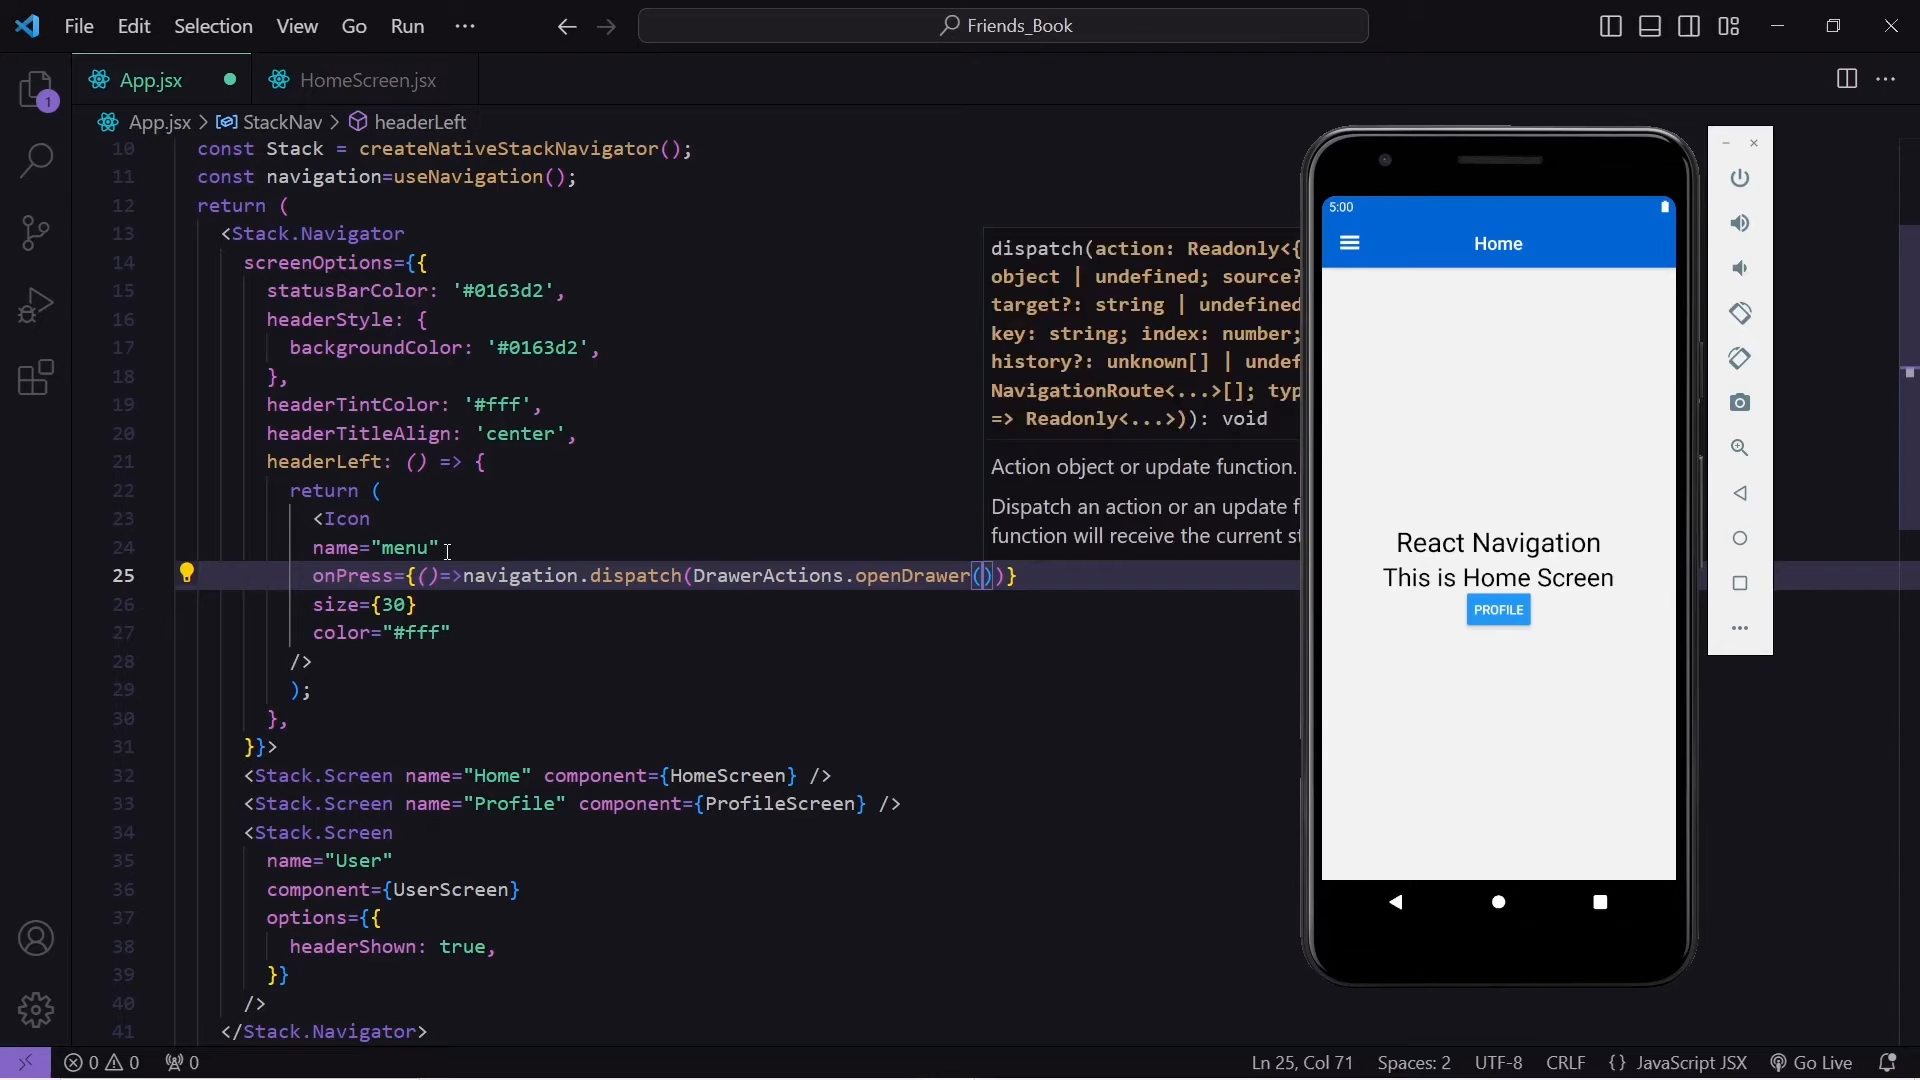 File Edit Selection View Go Run ··· Friends_Book
App.jsx HomeScreen.jsx
1
App.jsx > StackNav > headerLeft
10 const Stack = createNativeStackNavigator();
11 const navigation=useNavigation();
12 return (
13 <Stack.Navigator
14 screenOptions={{
15 statusBarColor: '#0163d2',
16 headerStyle: {
17 backgroundColor: '#0163d2',
18 },
19 headerTintColor: '#fff',
20 headerTitleAlign: 'center',
21 headerLeft: () => {
22 return (
23 <Icon
24 name="menu"
25 onPress={()=>navigation.dispatch(DrawerActions.openDrawer())}
26 size={30}
27 color="#fff"
28 />
29 );
30 },
31 }}>
32 <Stack.Screen name="Home" component={HomeScreen} />
33 <Stack.Screen name="Profile" component={ProfileScreen} />
34 <Stack.Screen
35 name="User"
36 component={UserScreen}
37 options={{
38 headerShown: true,
39 }}
40 />
41 </Stack.Navigator>
dispatch(action: Readonly<{
object | undefined; source?
target?: string | undefined
key: string; index: number;
history?: unknown[] | undef
NavigationRoute<...>[]; typ
=> Readonly<...>)): void
Action object or update function.
Dispatch an action or an update f
function will receive the current st
5:00
Home
React Navigation
This is Home Screen
PROFILE
0 0 0 Ln 25, Col 71 Spaces: 2 UTF-8 CRLF {} JavaScript JSX Go Live